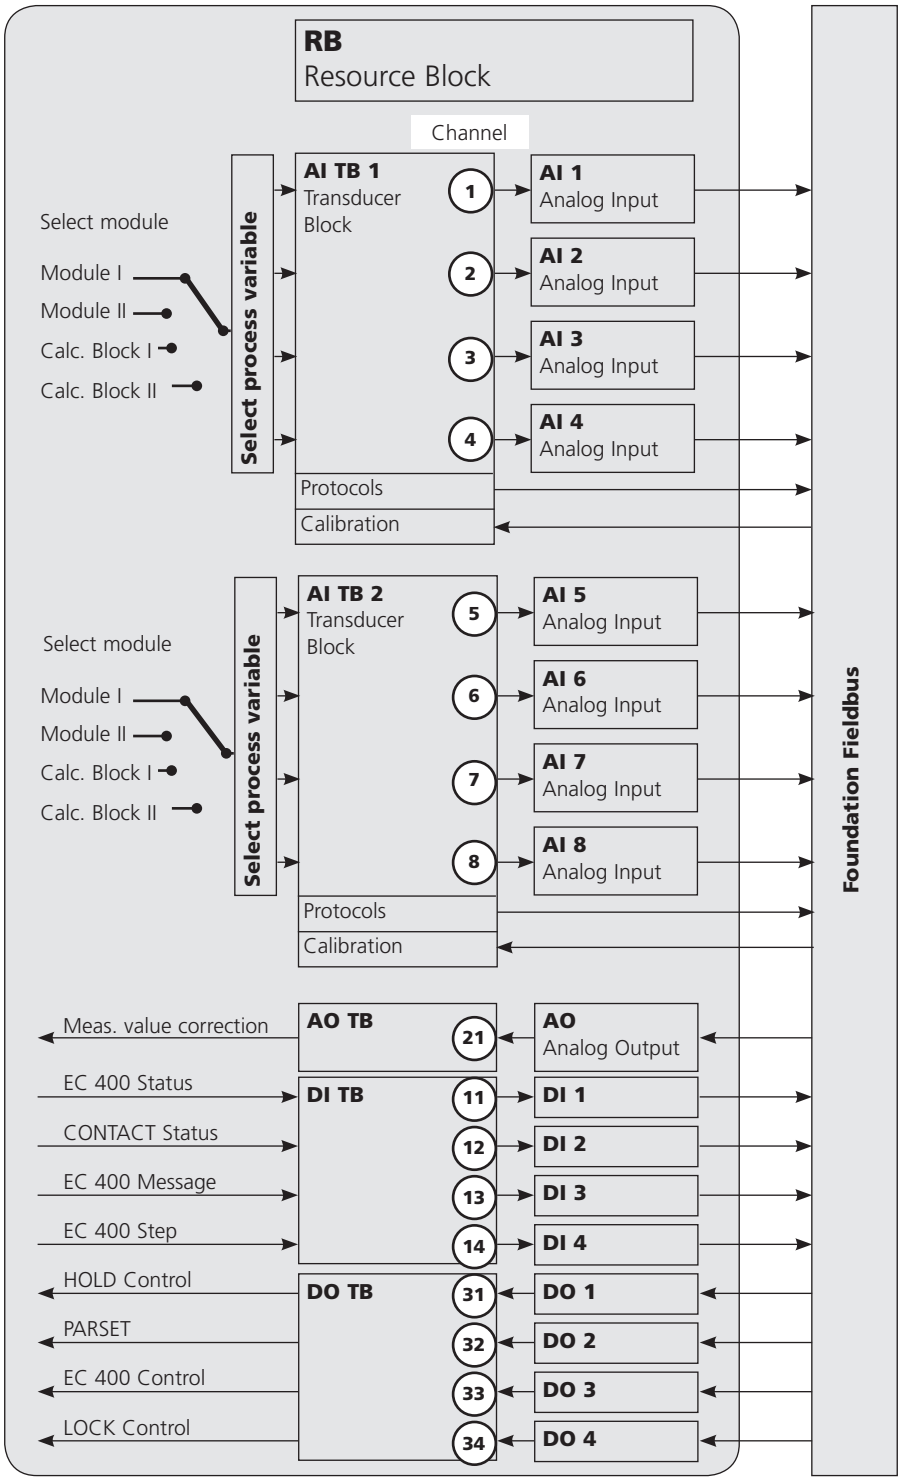 RB
Resource Block
Channel
AI TB 1
Transducer
Block
1
AI 1
Analog Input
Select module
Module I
Module II
Calc. Block I
Calc. Block II
Select process variable
2
AI 2
Analog Input
3
AI 3
Analog Input
4
AI 4
Analog Input
Protocols
Calibration
AI TB 2
Transducer
Block
5
AI 5
Analog Input
Select module
Module I
Module II
Calc. Block I
Calc. Block II
Select process variable
6
AI 6
Analog Input
7
AI 7
Analog Input
8
AI 8
Analog Input
Protocols
Calibration
Foundation Fieldbus
Meas. value correction
AO TB
21
AO
Analog Output
EC 400 Status
DI TB
11
DI 1
CONTACT Status
12
DI 2
EC 400 Message
13
DI 3
EC 400 Step
14
DI 4
HOLD Control
DO TB
31
DO 1
PARSET
32
DO 2
EC 400 Control
33
DO 3
LOCK Control
34
DO 4